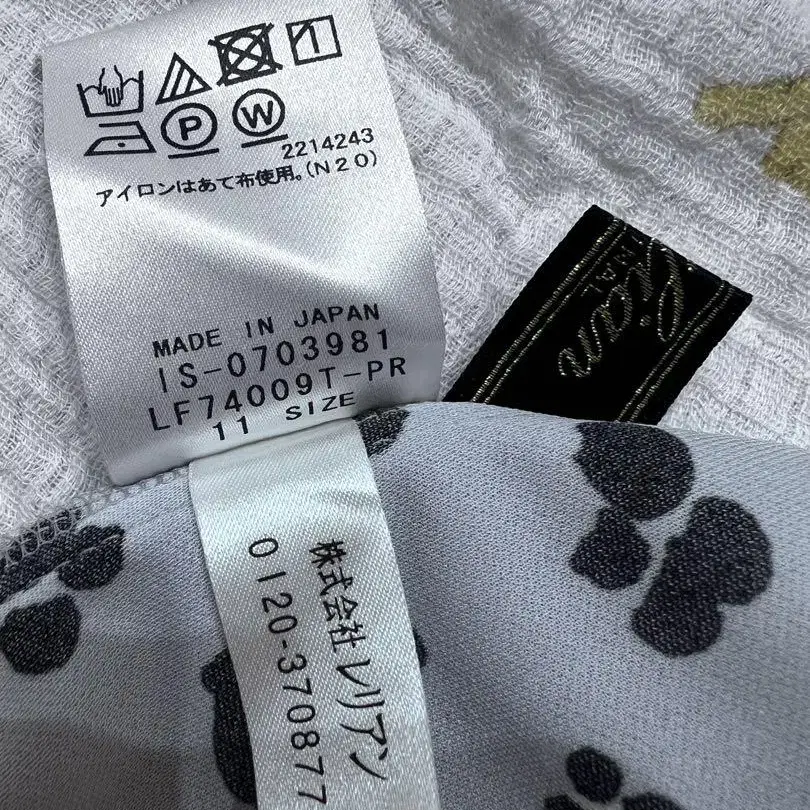 P W
2214243
アイロンはあて布使用。(N20)
MADE IN JAPAN
IS-0703981
LF74009T-PR
11 SIZE
株式会社レリアン
0120-370877